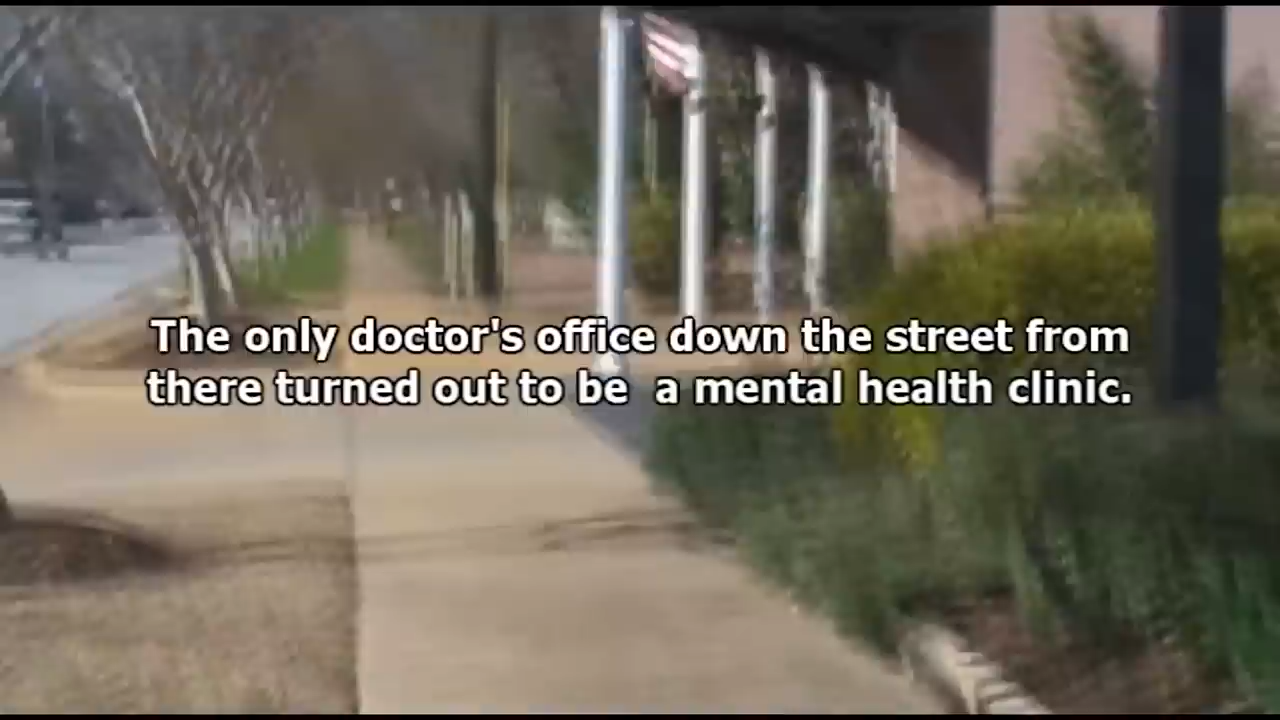 The only doctor's office down the street from
there turned out to be  a mental health clinic.